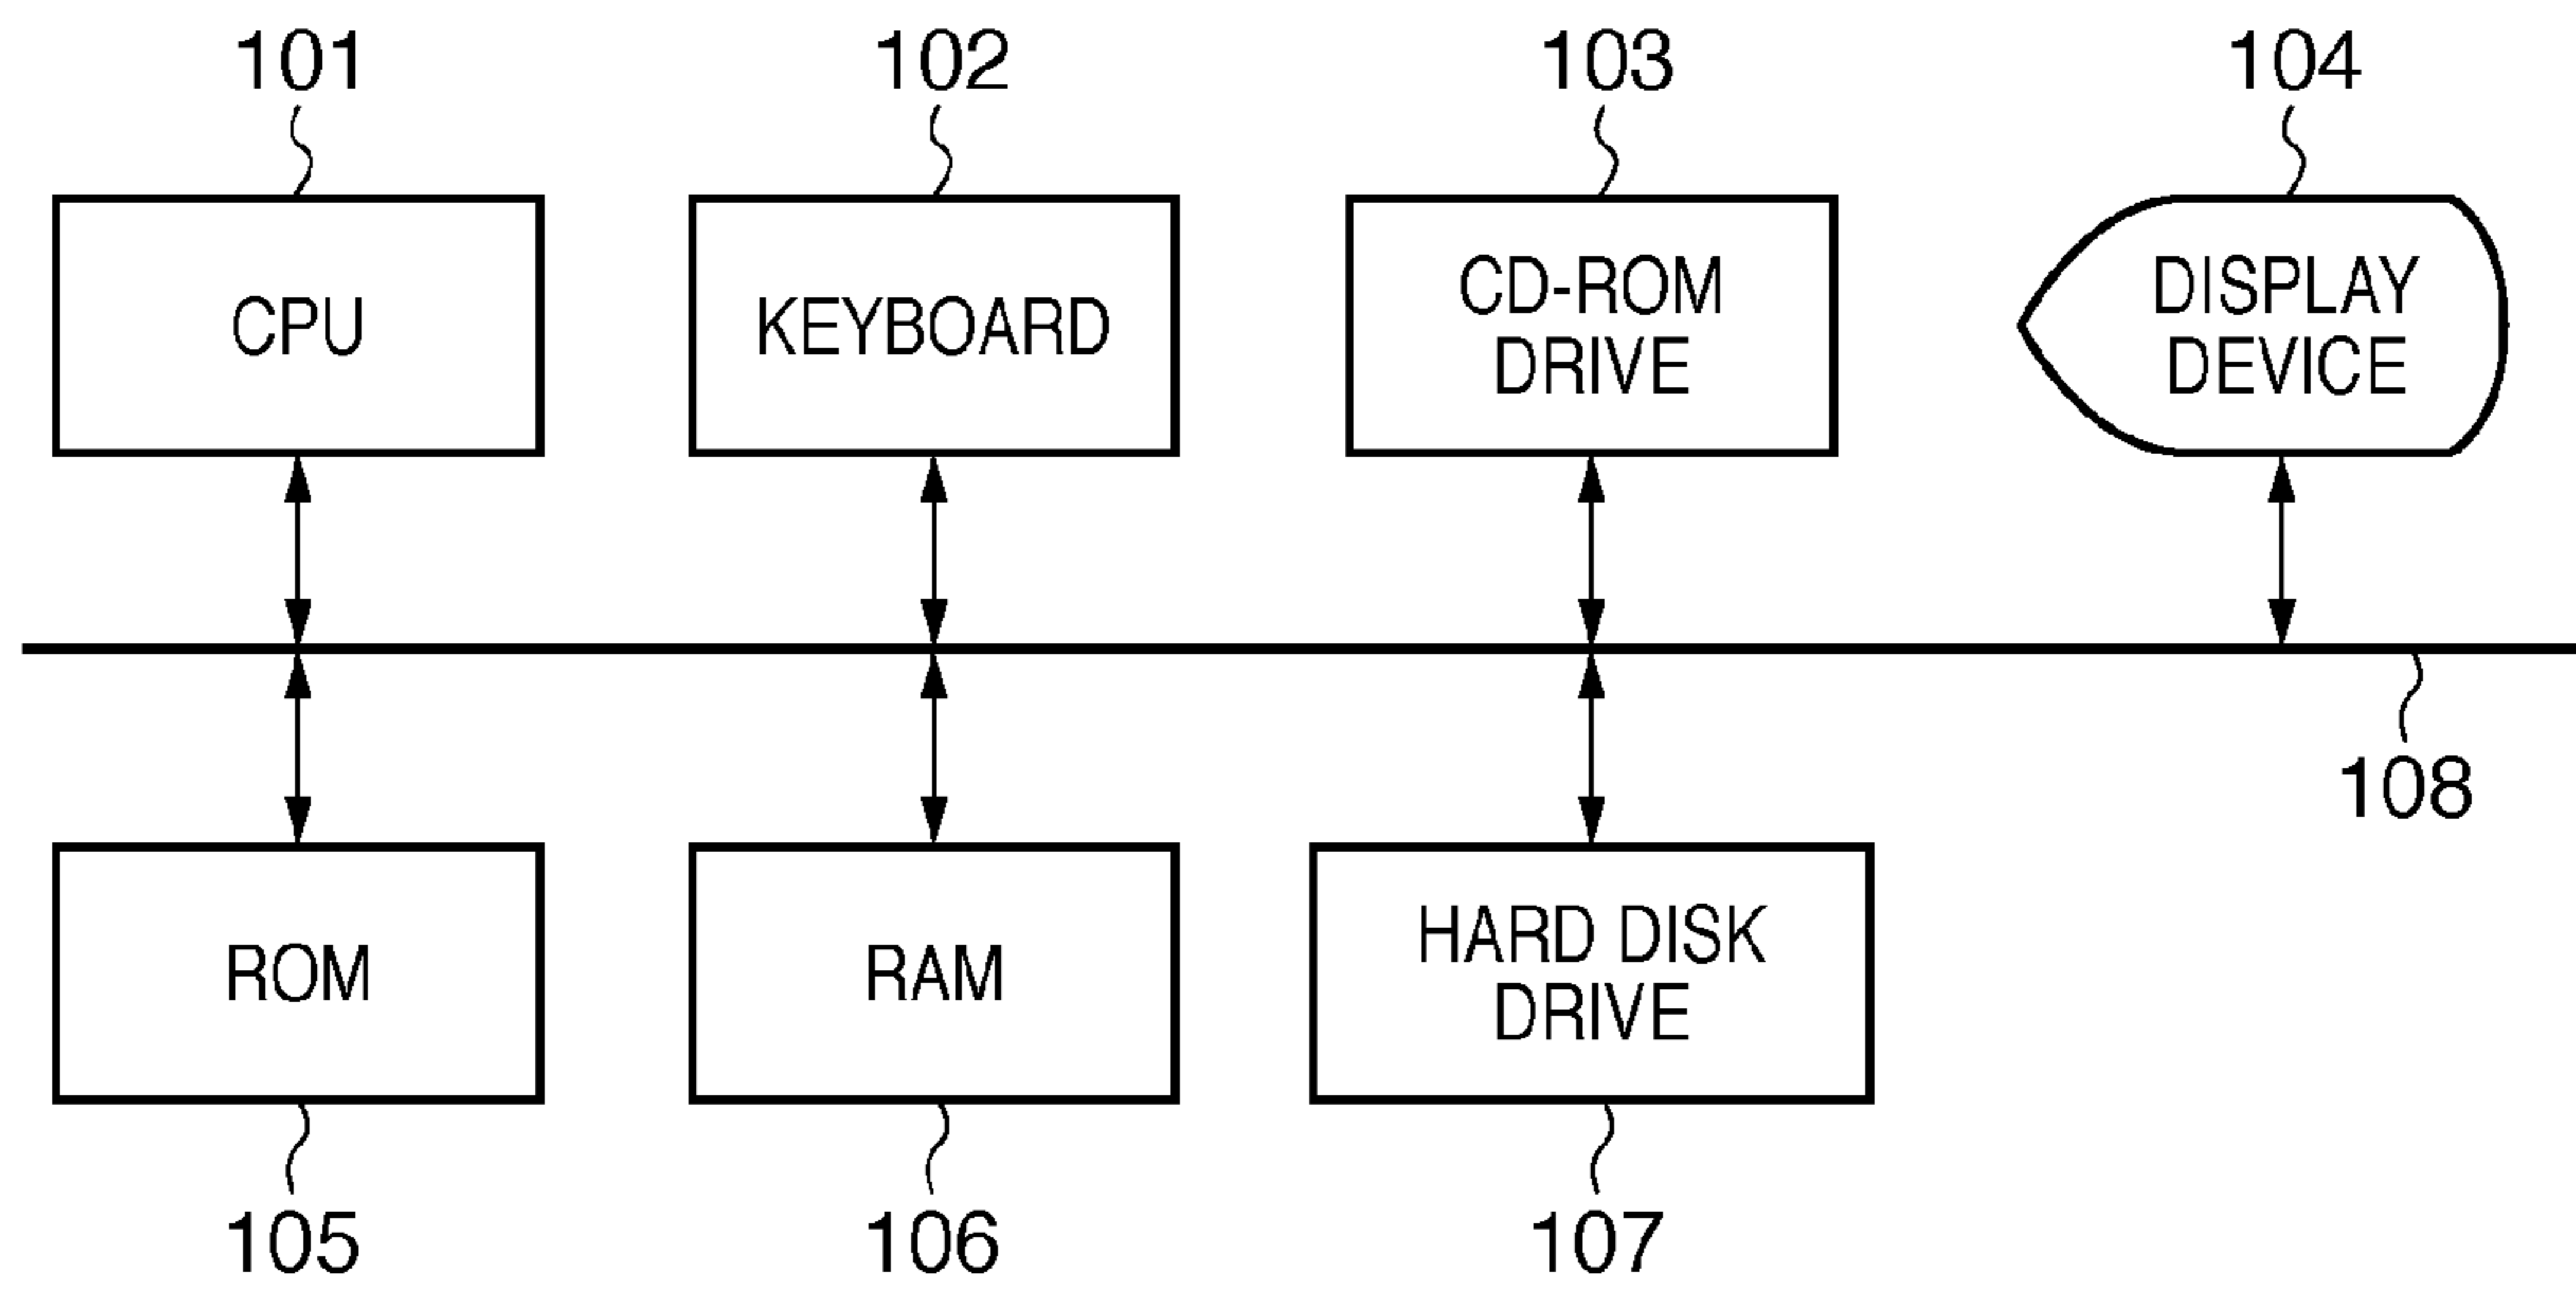 101
102
103
104
CPU
KEYBOARD
CD-ROM
DRIVE
DISPLAY
DEVICE
108
ROM
RAM
HARD DISK
DRIVE
105
106
107